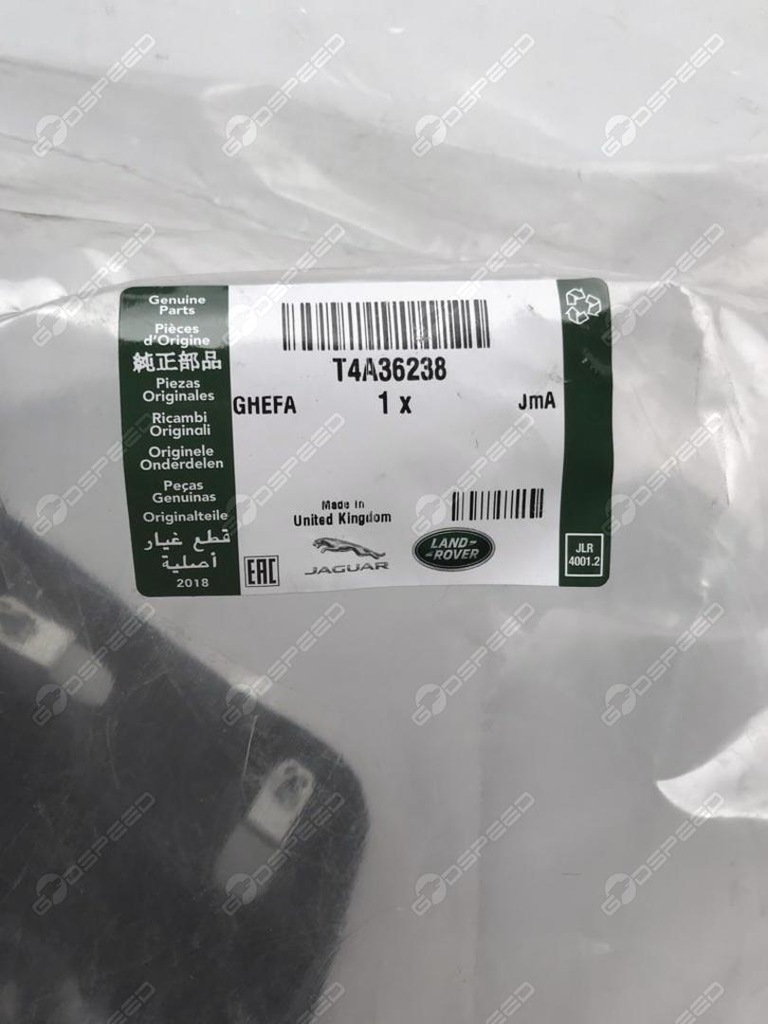 Genuine
Parts
Pièces
d'Origine
純正部品
Piezas
Originales
Ricambi
Originali
Originele
Onderdelen
Peças
Genuinas
Originalteile
قطع غيار
أصلية
2018
T4A36238
GHEFA 1 x JmA
Made in
United Kingdom
EAC
JAGUAR
LAND-
-ROVER
JLR
4001.2
GODSPEED